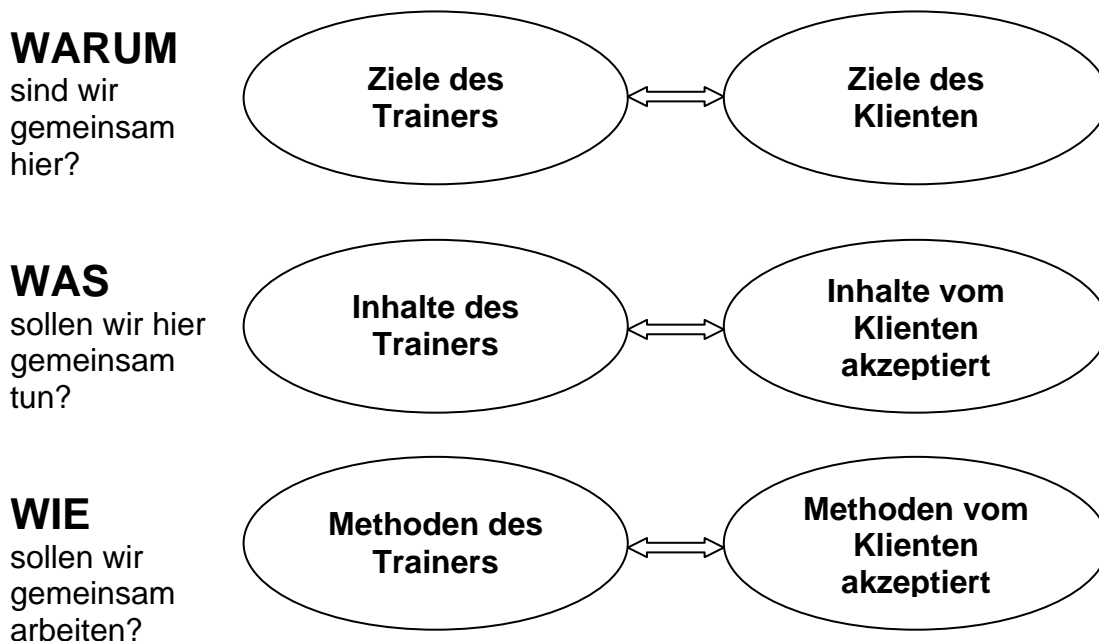 WARUM
sind wir
gemeinsam
hier?
Ziele des
Trainers
Ziele des
Klienten
WAS
sollen wir hier
gemeinsam
tun?
Inhalte des
Trainers
Inhalte vom
Klienten
akzeptiert
WIE
sollen wir
gemeinsam
arbeiten?
Methoden des
Trainers
Methoden vom
Klienten
akzeptiert